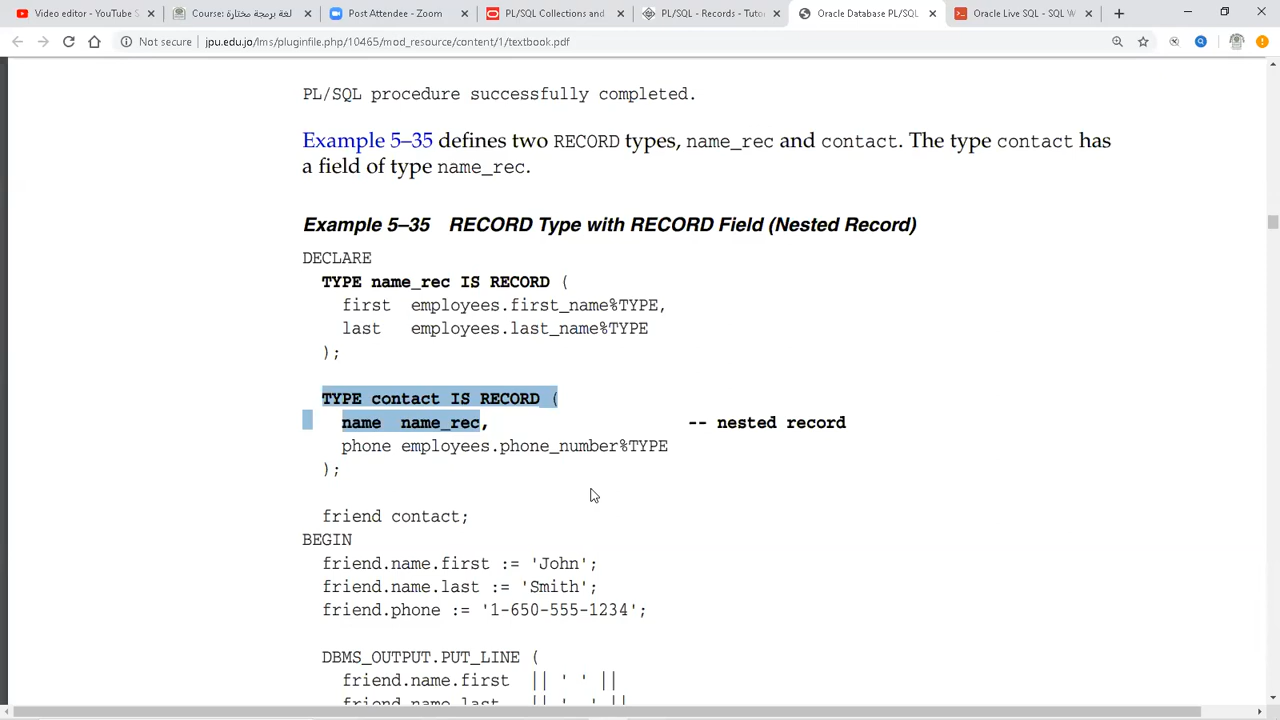 Video editor - YouTube S
Course: لغة برمجة مختارة
Post Attendee - Zoom
PL/SQL Collections and
PL/SQL - Records - Tuto
Oracle Database PL/SQL
Oracle Live SQL - SQL W
Not secure | jpu.edu.jo/lms/pluginfile.php/10465/mod_resource/content/1/textbook.pdf
PL/SQL procedure successfully completed.
Example 5–35 defines two RECORD types, name_rec and contact. The type contact has
a field of type name_rec.
Example 5–35 RECORD Type with RECORD Field (Nested Record)
DECLARE
TYPE name_rec IS RECORD (
first employees.first_name%TYPE,
last employees.last_name%TYPE
);
TYPE contact IS RECORD (
name name_rec, -- nested record
phone employees.phone_number%TYPE
);
friend contact;
BEGIN
friend.name.first := 'John';
friend.name.last := 'Smith';
friend.phone := '1-650-555-1234';
DBMS_OUTPUT.PUT_LINE (
friend.name.first || ' ' ||
friend.name.last || ', ' ||